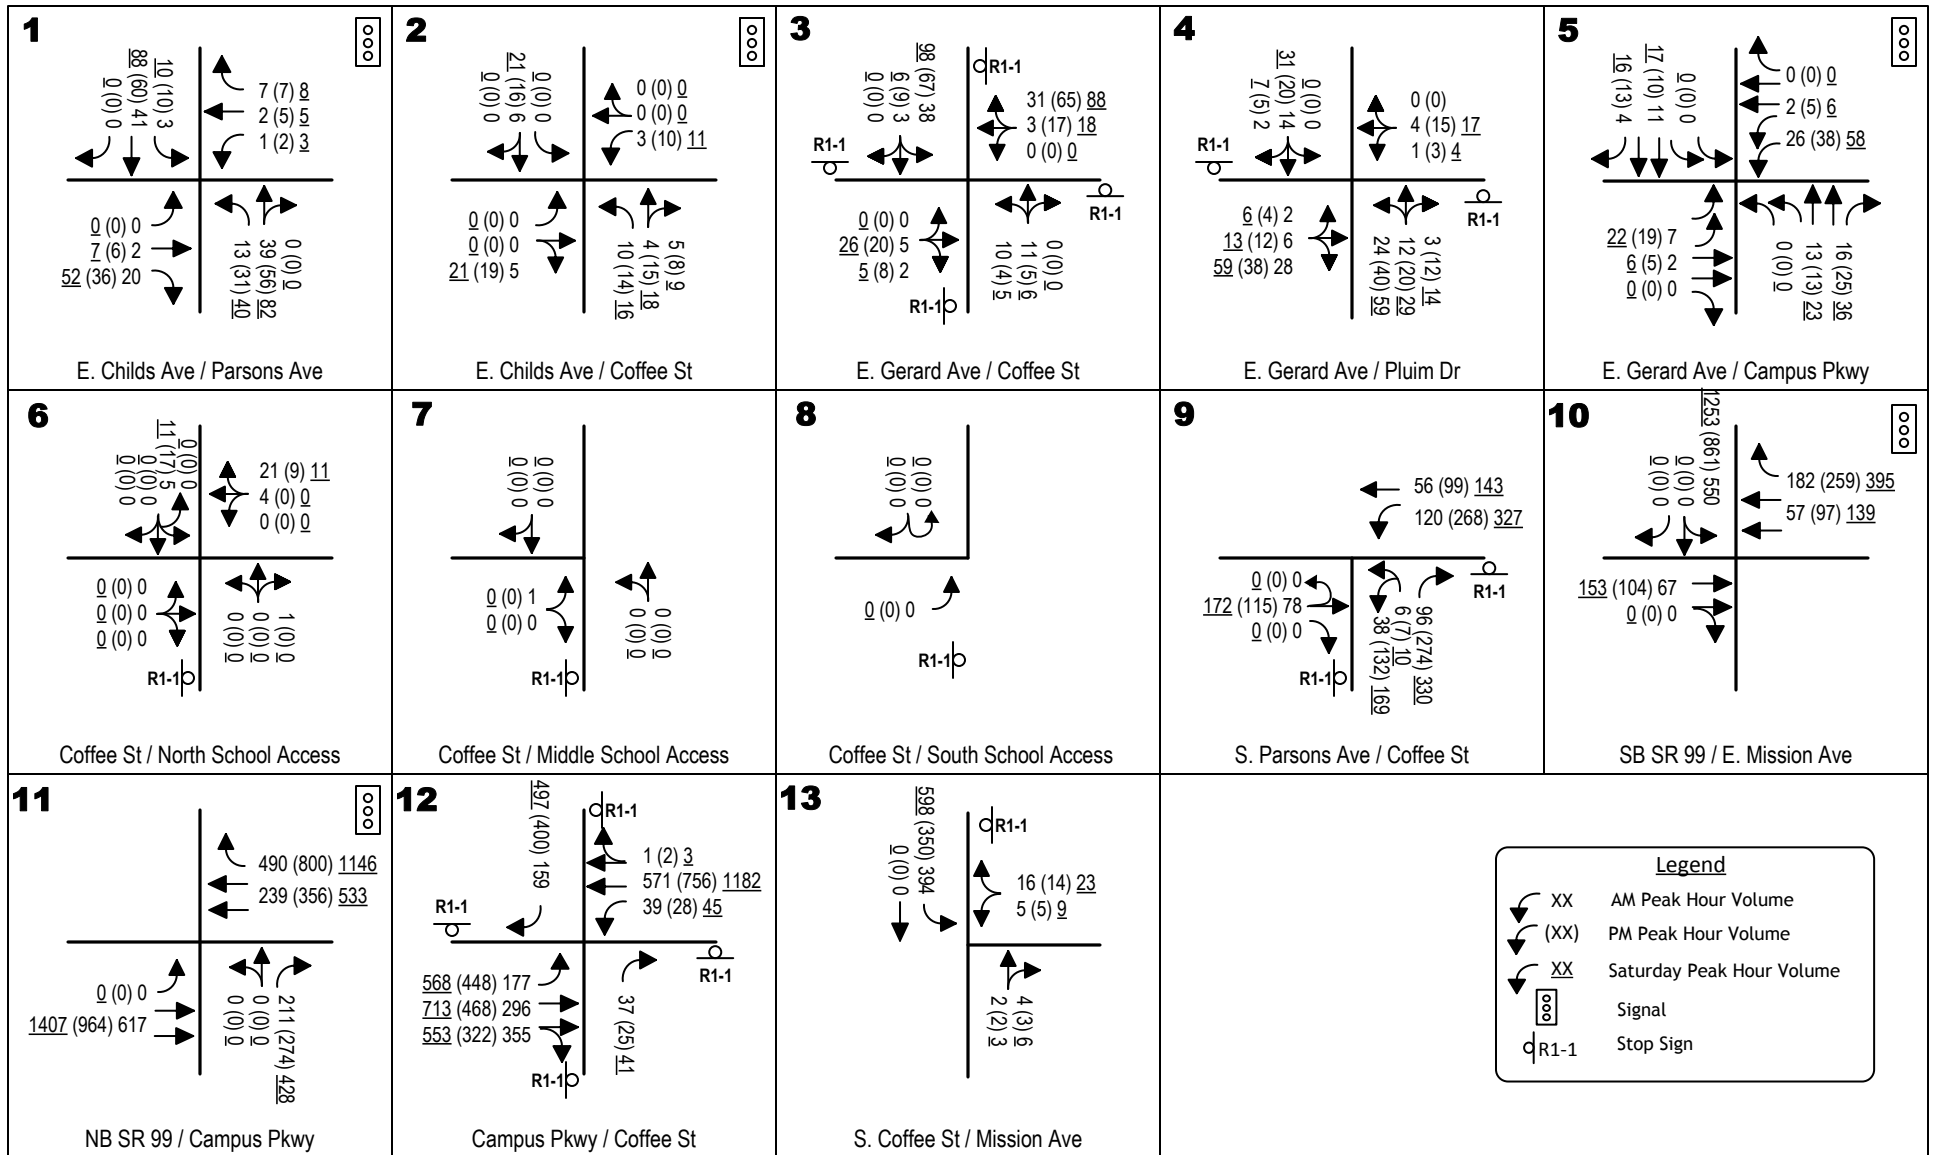 1
10 (10) 3
88 (60) 41
0 (0) 0
7 (7) 8
2 (5) 5
1 (2) 3
0 (0) 0
7 (6) 2
52 (36) 20
13 (31) 40
39 (56) 82
0 (0) 0
E. Childs Ave / Parsons Ave
2
0 (0) 0
21 (16) 6
0 (0) 0
0 (0) 0
0 (0) 0
3 (10) 11
0 (0) 0
0 (0) 0
21 (19) 5
10 (14) 16
4 (15) 18
5 (8) 9
E. Childs Ave / Coffee St
3
98 (67) 38
6 (9) 3
0 (0) 0
R1-1
31 (65) 88
3 (17) 18
0 (0) 0
R1-1
R1-1
0 (0) 0
26 (20) 5
5 (8) 2
10 (4) 5
11 (5) 6
0 (0) 0
R1-1
E. Gerard Ave / Coffee St
4
0 (0) 0
31 (20) 14
7 (5) 2
0 (0)
4 (15) 17
1 (3) 4
R1-1
R1-1
6 (4) 2
13 (12) 6
59 (38) 28
24 (40) 59
12 (20) 29
3 (12) 14
E. Gerard Ave / Pluim Dr
5
0 (0) 0
17 (10) 11
16 (13) 4
0 (0) 0
2 (5) 6
26 (38) 58
22 (19) 7
6 (5) 2
0 (0) 0
0 (0) 0
13 (13) 23
16 (25) 36
E. Gerard Ave / Campus Pkwy
6
0 (0) 0
11 (17) 5
0 (0) 0
0 (0) 0
21 (9) 11
4 (0) 0
0 (0) 0
0 (0) 0
0 (0) 0
0 (0) 0
0 (0) 0
0 (0) 0
1 (0) 0
R1-1
Coffee St / North School Access
7
0 (0) 0
0 (0) 0
0 (0) 1
0 (0) 0
0 (0) 0
0 (0) 0
R1-1
Coffee St / Middle School Access
8
0 (0) 0
0 (0) 0
0 (0) 0
R1-1
Coffee St / South School Access
9
56 (99) 143
120 (268) 327
0 (0) 0
172 (115) 78
0 (0) 0
R1-1
R1-1
38 (132) 169
6 (7) 10
96 (274) 330
S. Parsons Ave / Coffee St
10
1253 (861) 550
0 (0) 0
0 (0) 0
182 (259) 395
57 (97) 139
153 (104) 67
0 (0) 0
SB SR 99 / E. Mission Ave
11
490 (800) 1146
239 (356) 533
0 (0) 0
1407 (964) 617
0 (0) 0
0 (0) 0
211 (274) 428
NB SR 99 / Campus Pkwy
12
497 (400) 159
R1-1
1 (2) 3
571 (756) 1182
39 (28) 45
R1-1
R1-1
568 (448) 177
713 (468) 296
553 (322) 355
37 (25) 41
R1-1
Campus Pkwy / Coffee St
13
598 (350) 394
0 (0) 0
R1-1
16 (14) 23
5 (5) 9
2 (2) 3
4 (3) 6
S. Coffee St / Mission Ave
Legend
XX AM Peak Hour Volume
(XX) PM Peak Hour Volume
XX Saturday Peak Hour Volume
Signal
R1-1 Stop Sign